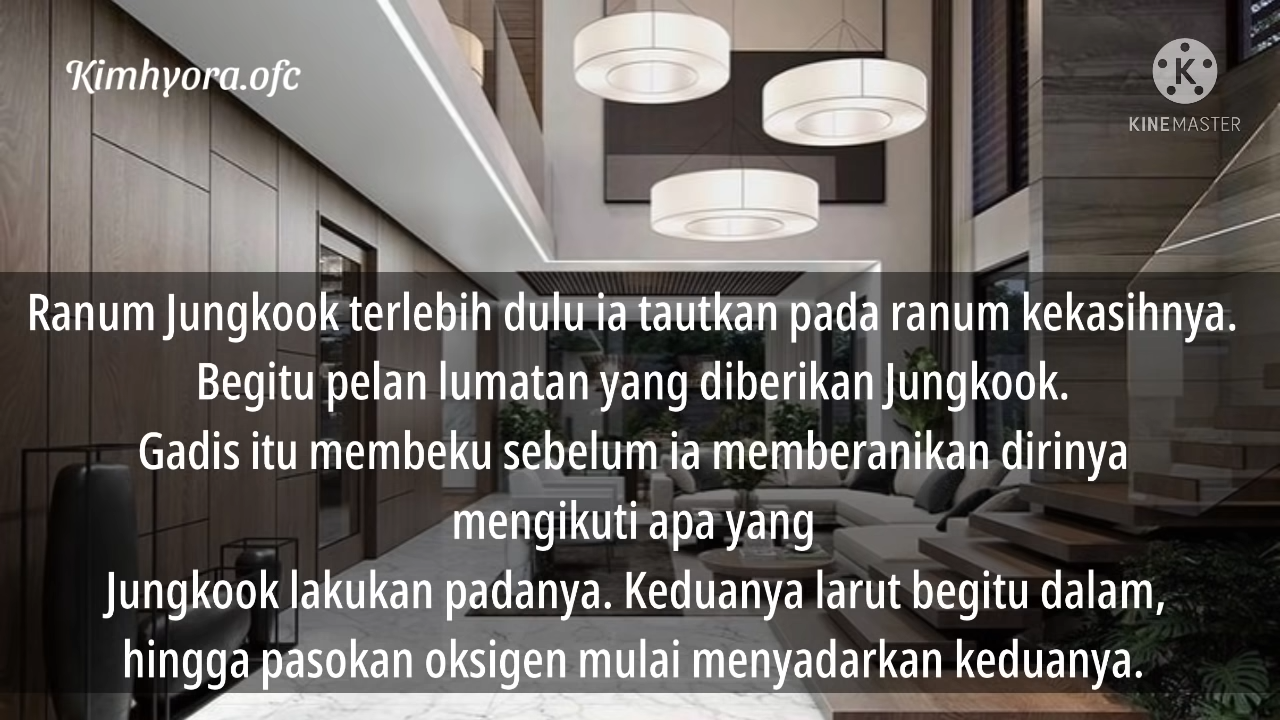 Kimhyora.ofc
K
KINEMASTER
Ranum Jungkook terlebih dulu ia tautkan pada ranum kekasihnya.
Begitu pelan lumatan yang diberikan Jungkook.
Gadis itu membeku sebelum ia memberanikan dirinya
mengikuti apa yang
Jungkook lakukan padanya. Keduanya larut begitu dalam,
hingga pasokan oksigen mulai menyadarkan keduanya.